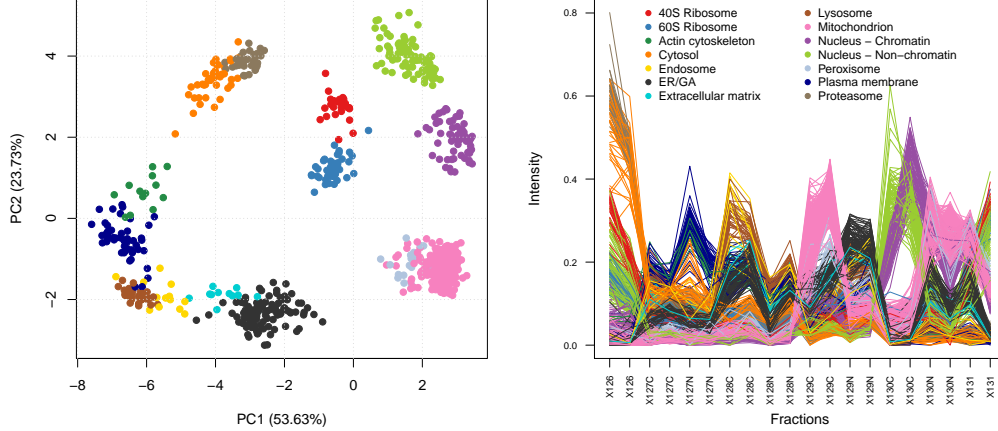 PC2 (23.73%)
4
2
0
−2
−8
−6
−4
−2
0
2
PC1 (53.63%)
Intensity
0.8
0.6
0.4
0.2
0.0
40S Ribosome
60S Ribosome
Actin cytoskeleton
Cytosol
Endosome
ER/GA
Extracellular matrix
Lysosome
Mitochondrion
Nucleus − Chromatin
Nucleus − Non−chromatin
Peroxisome
Plasma membrane
Proteasome
X126
X126
X127C
X127C
X127N
X127N
X128C
X128C
X128N
X128N
X129C
X129C
X129N
X129N
X130C
X130C
X130N
X130N
X131
X131
Fractions